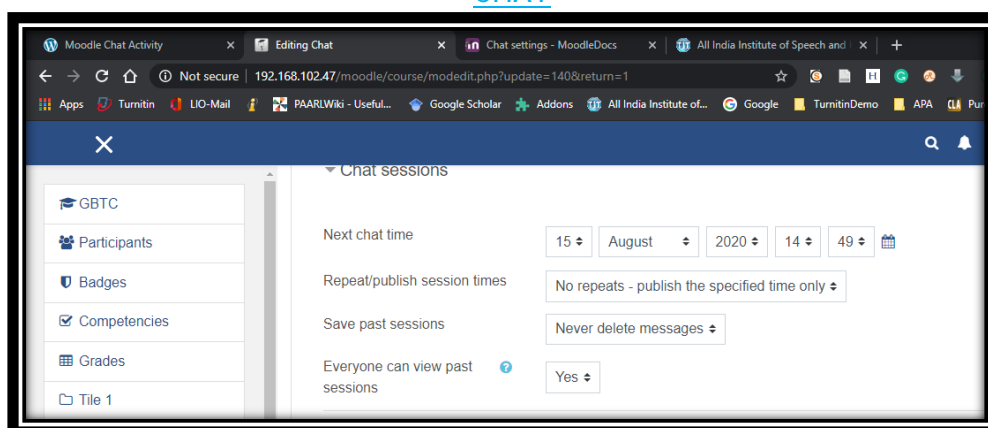 CHAT
Moodle Chat Activity × Editing Chat × Chat settings - MoodleDocs × All India Institute of Speech and × +
Not secure 192.168.102.47/moodle/course/modedit.php?update=140&return=1
Apps Turnitin LIO-Mail PAARLWiki - Useful... Google Scholar Addons All India Institute of... Google TurnitinDemo APA Pur
Chat sessions
GBTC
Next chat time 15 August 2020 14 49
Participants
Repeat/publish session times No repeats - publish the specified time only
Badges
Save past sessions Never delete messages
Competencies
Everyone can view past sessions Yes
Grades
Tile 1